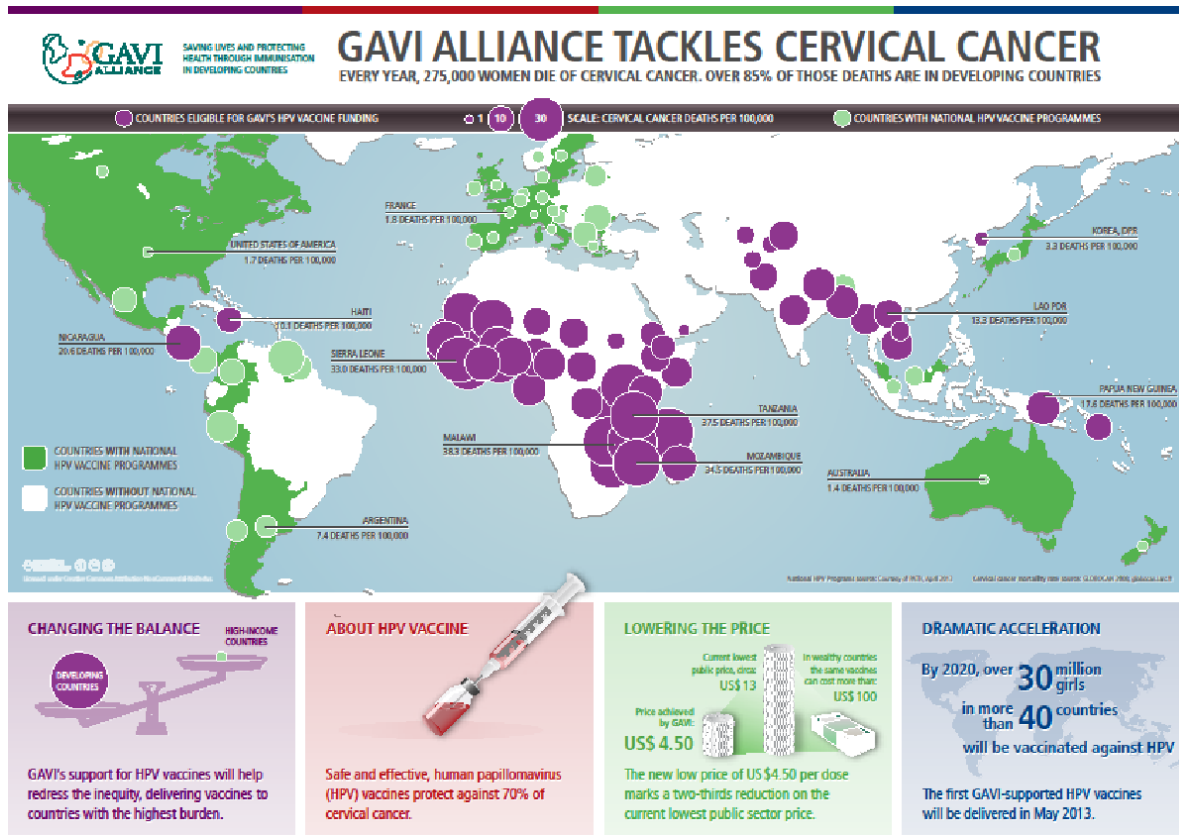 GAVI
ALLIANCE
SAVING LIVES AND PROTECTING
HEALTH THROUGH IMMUNISATION
IN DEVELOPING COUNTRIES
GAVI ALLIANCE TACKLES CERVICAL CANCER
EVERY YEAR, 275,000 WOMEN DIE OF CERVICAL CANCER. OVER 85% OF THOSE DEATHS ARE IN DEVELOPING COUNTRIES
COUNTRIES ELIGIBLE FOR GAVI'S HPV VACCINE FUNDING
1 10 30 SCALE: CERVICAL CANCER DEATHS PER 100,000
COUNTRIES WITH NATIONAL HPV VACCINE PROGRAMMES
FRANCE
1.8 DEATHS PER 100,000
UNITED STATES OF AMERICA
1.7 DEATHS PER 100,000
KOREA, DPR
3.3 DEATHS PER 100,000
HAITI
10.1 DEATHS PER 100,000
LAO PDR
13.3 DEATHS PER 100,000
NICARAGUA
20.6 DEATHS PER 100,000
SIERRA LEONE
33.0 DEATHS PER 100,000
PAPUA NEW GUINEA
17.6 DEATHS PER 100,000
TANZANIA
37.5 DEATHS PER 100,000
MALAWI
38.3 DEATHS PER 100,000
MOZAMBIQUE
34.5 DEATHS PER 100,000
AUSTRALIA
1.4 DEATHS PER 100,000
COUNTRIES WITH NATIONAL
HPV VACCINE PROGRAMMES
COUNTRIES WITHOUT NATIONAL
HPV VACCINE PROGRAMMES
ARGENTINA
7.4 DEATHS PER 100,000
CHANGING THE BALANCE
HIGH-INCOME
COUNTRIES
DEVELOPING
COUNTRIES
GAVI's support for HPV vaccines will help
redress the inequity, delivering vaccines to
countries with the highest burden.
ABOUT HPV VACCINE
Safe and effective, human papillomavirus
(HPV) vaccines protect against 70% of
cervical cancer.
LOWERING THE PRICE
Current lowest
public price, circa:
US$ 13
In wealthy countries
the same vaccines
can cost more than:
US$ 100
Price achieved
by GAVI:
US$ 4.50
The new low price of US $4.50 per dose
marks a two-thirds reduction on the
current lowest public sector price.
DRAMATIC ACCELERATION
By 2020, over 30 million
girls
in more
than 40 countries
will be vaccinated against HPV
The first GAVI-supported HPV vaccines
will be delivered in May 2013.